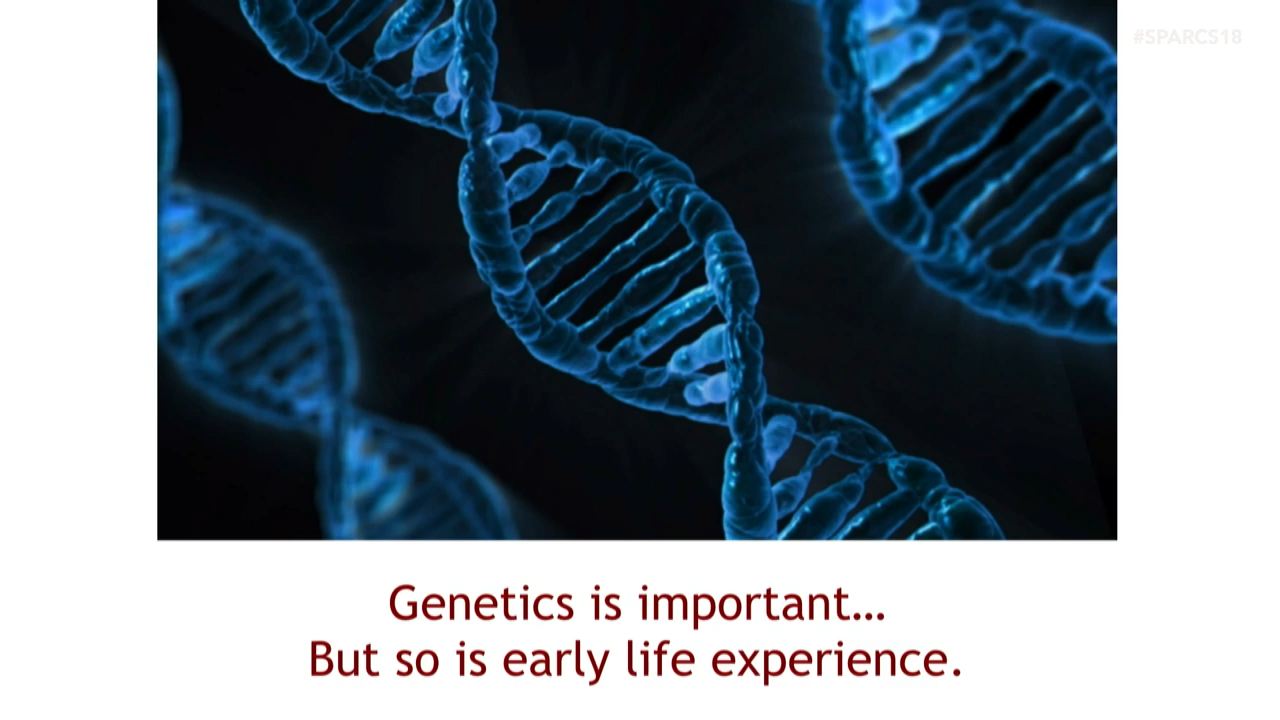 #SPARCS18
Genetics is important…
But so is early life experience.